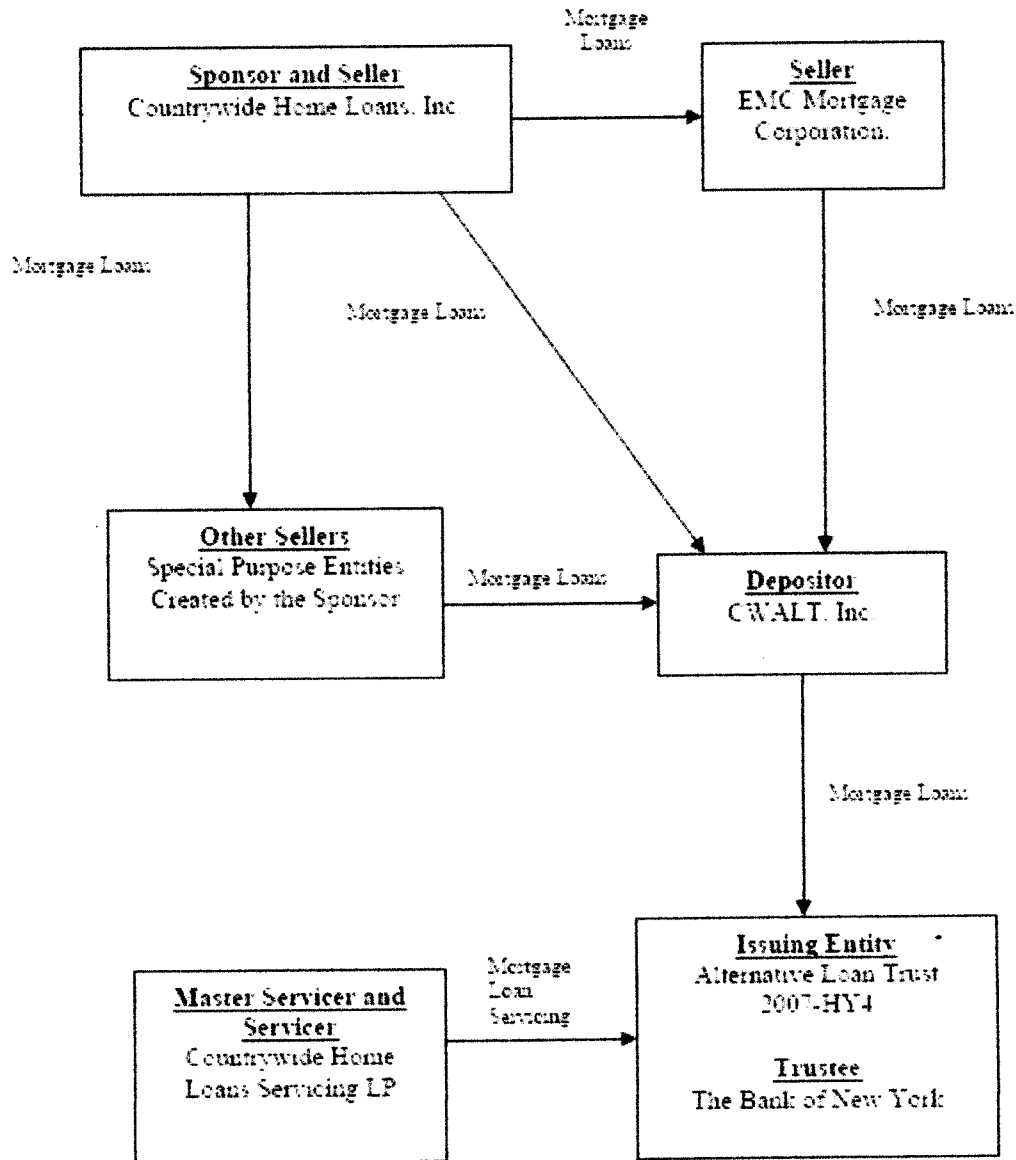 Mortgage
Loans
Sponsor and Seller
Countrywide Home Loans, Inc.
Seller
EMC Mortgage
Corporation.
Mortgage Loans
Mortgage Loans
Mortgage Loans
Other Sellers
Special Purpose Entities
Created by the Sponsor
Mortgage Loans
Depositor
CWALT, Inc.
Mortgage Loans
Master Servicer and
Servicer
Countrywide Home
Loans Servicing LP
Mortgage
Loan
Servicing
Issuing Entity
Alternative Loan Trust
2007-HY4
Trustee
The Bank of New York